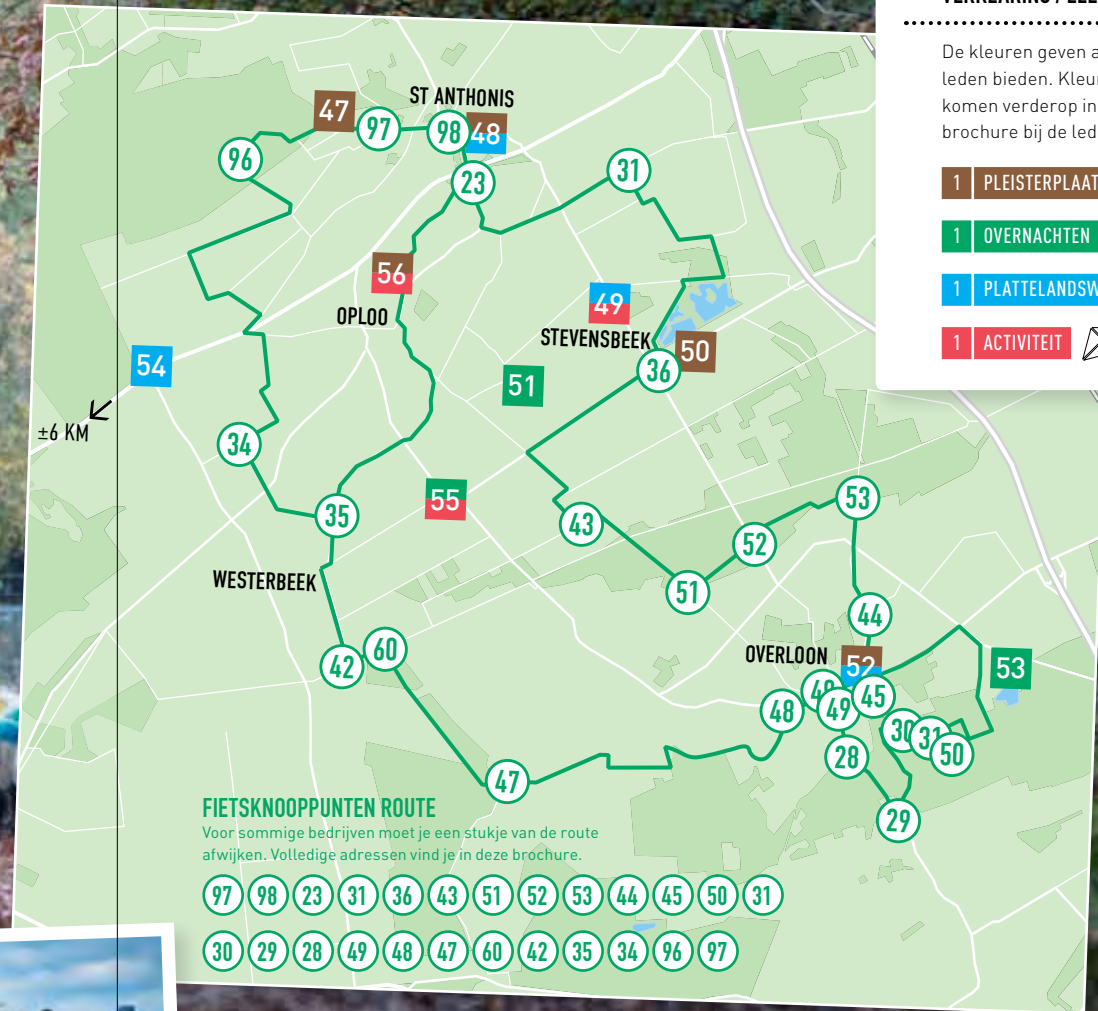 De kleuren geven
leden bieden.
komen verderop in
brochure bij de
1 PLEISTERPLAAT
1 OVERNACHTEN
1 PLATTELANDSW
1 ACTIVITEIT
ST ANTHONIS
47
97
98
48
96
23
31
56
OPLOO
49
STEVENSBEEK
50
36
54
51
±6 KM
34
55
35
43
53
52
51
WESTERBEEK
44
60
42
OVERLOON
52
53
45
48
49
30
31
50
28
47
29
FIETSKNOOPPUNTEN ROUTE
Voor sommige bedrijven moet je een stukje van de route
afwijken. Volledige adressen vind je in deze brochure.
97 98 23 31 36 43 51 52 53 44 45 50 31
30 29 28 49 48 47 60 42 35 34 96 97